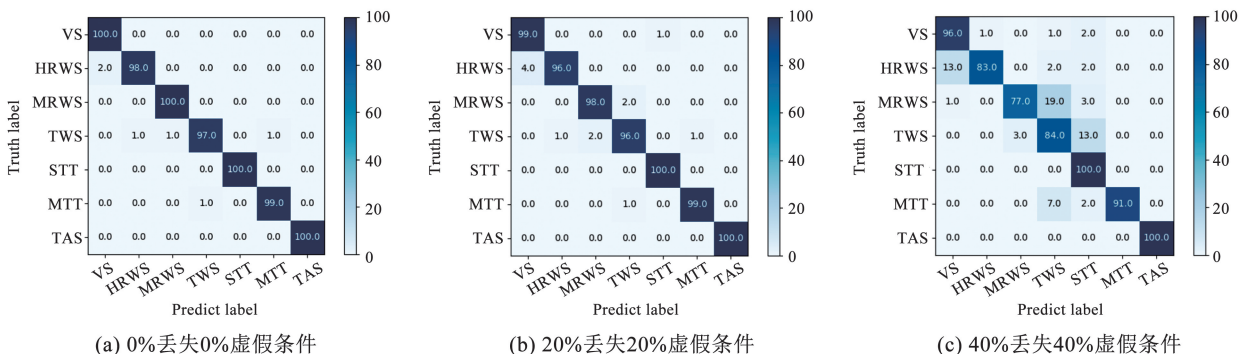 VS 100.0 0.0 0.0 0.0 0.0 0.0 0.0
HRWS 2.0 98.0 0.0 0.0 0.0 0.0 0.0
MRWS 0.0 0.0 100.0 0.0 0.0 0.0 0.0
TWS 0.0 1.0 1.0 97.0 0.0 1.0 0.0
STT 0.0 0.0 0.0 0.0 100.0 0.0 0.0
MTT 0.0 0.0 0.0 1.0 0.0 99.0 0.0
TAS 0.0 0.0 0.0 0.0 0.0 0.0 100.0
Truth label
VS HRWS MRWS TWS STT MTT TAS
Predict label
100
80
60
40
20
0
(a) 0%丢失0%虚假条件
VS 99.0 0.0 0.0 0.0 1.0 0.0 0.0
HRWS 4.0 96.0 0.0 0.0 0.0 0.0 0.0
MRWS 0.0 0.0 98.0 2.0 0.0 0.0 0.0
TWS 0.0 1.0 2.0 96.0 0.0 1.0 0.0
STT 0.0 0.0 0.0 0.0 100.0 0.0 0.0
MTT 0.0 0.0 0.0 1.0 0.0 99.0 0.0
TAS 0.0 0.0 0.0 0.0 0.0 0.0 100.0
Truth label
VS HRWS MRWS TWS STT MTT TAS
Predict label
100
80
60
40
20
0
(b) 20%丢失20%虚假条件
VS 96.0 1.0 0.0 1.0 2.0 0.0 0.0
HRWS 13.0 83.0 0.0 2.0 2.0 0.0 0.0
MRWS 1.0 0.0 77.0 19.0 3.0 0.0 0.0
TWS 0.0 0.0 3.0 84.0 13.0 0.0 0.0
STT 0.0 0.0 0.0 0.0 100.0 0.0 0.0
MTT 0.0 0.0 0.0 7.0 2.0 91.0 0.0
TAS 0.0 0.0 0.0 0.0 0.0 0.0 100.0
Truth label
VS HRWS MRWS TWS STT MTT TAS
Predict label
100
80
60
40
20
0
(c) 40%丢失40%虚假条件